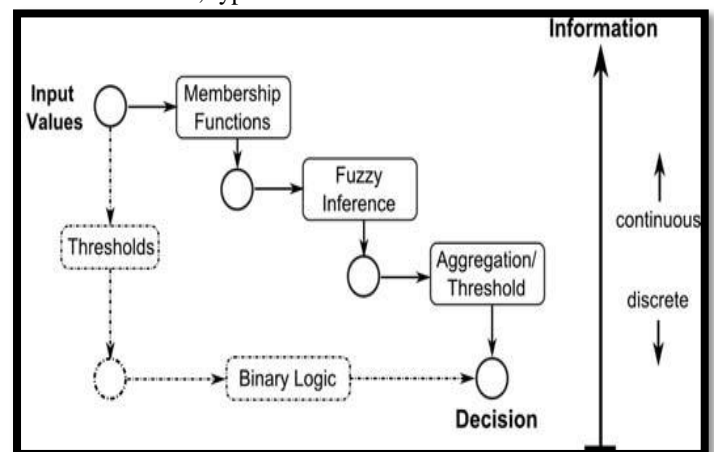 Information
Input
Values
Membership
Functions
Fuzzy
Inference
continuous
Thresholds
Aggregation/
Threshold
discrete
Binary Logic
Decision